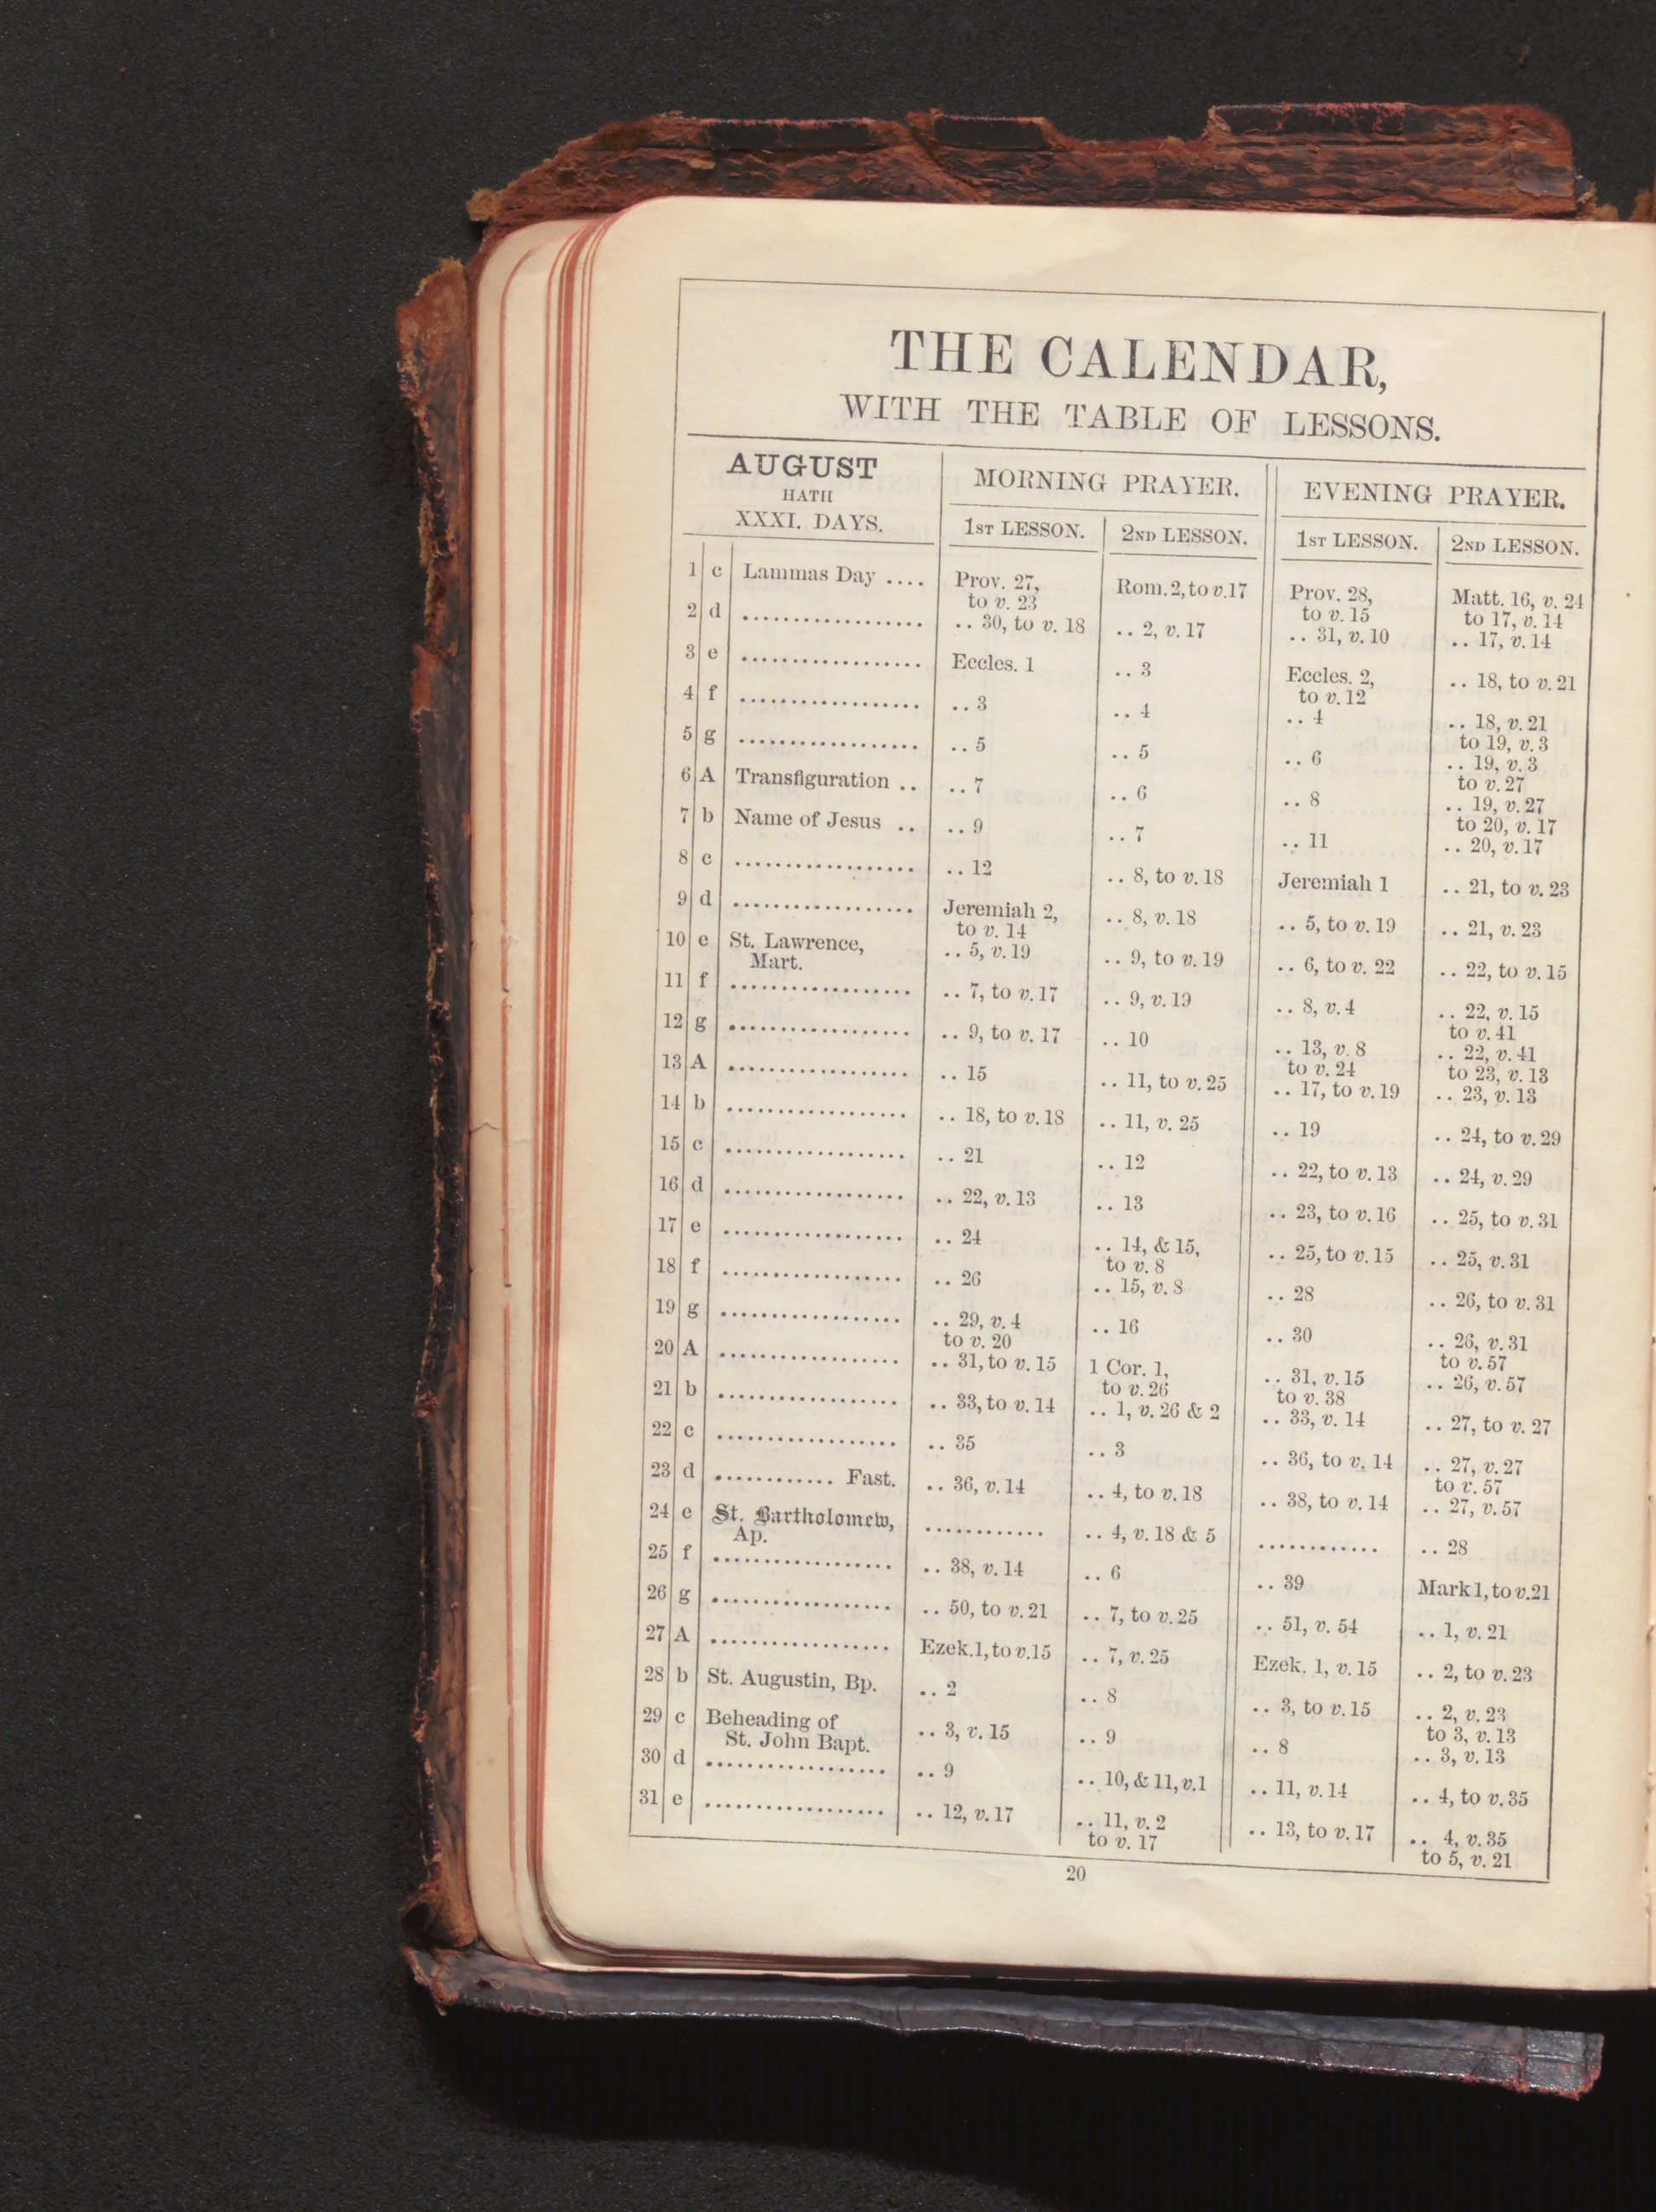 THE CALENDAR,
WITH THE TABLE OF LESSONS.
AUGUST
HATH
XXXI. DAYS.
MORNING PRAYER.
EVENING PRAYER.
1ST LESSON.
2ND LESSON.
1ST LESSON.
2ND LESSON.
1 c Lammas Day .... Prov. 27, to v. 23 Rom. 2, to v. 17 Prov. 28, to v. 15 Matt. 16, v. 24 to 17, v. 14
2 d .................. .. 30, to v. 18 .. 2, v. 17 .. 31, v. 10 .. 17, v. 14
3 e .................. Eccles. 1 .. 3 Eccles. 2, to v. 12 .. 18, to v. 21
4 f .................. .. 3 .. 4 .. 4 .. 18, v. 21 to 19, v. 3
5 g .................. .. 5 .. 5 .. 6 .. 19, v. 3 to v. 27
6 A Transfiguration .. .. 7 .. 6 .. 8 .. 19, v. 27 to 20, v. 17
7 b Name of Jesus .. .. 9 .. 7 .. 11 .. 20, v. 17
8 c .................. .. 12 .. 8, to v. 18 Jeremiah 1 .. 21, to v. 23
9 d .................. Jeremiah 2, to v. 14 .. 8, v. 18 .. 5, to v. 19 .. 21, v. 23
10 e St. Lawrence, Mart. .. 5, v. 19 .. 9, to v. 19 .. 6, to v. 22 .. 22, to v. 15
11 f .................. .. 7, to v. 17 .. 9, v. 19 .. 8, v. 4 .. 22, v. 15 to v. 41
12 g .................. .. 9, to v. 17 .. 10 .. 13, v. 8 to v. 24 .. 22, v. 41 to 23, v. 13
13 A .................. .. 15 .. 11, to v. 25 .. 17, to v. 19 .. 23, v. 13
14 b .................. .. 18, to v. 18 .. 11, v. 25 .. 19 .. 24, to v. 29
15 c .................. .. 21 .. 12 .. 22, to v. 13 .. 24, v. 29
16 d .................. .. 22, v. 13 .. 13 .. 23, to v. 16 .. 25, to v. 31
17 e .................. .. 24 .. 14, & 15, to v. 8 .. 25, to v. 15 .. 25, v. 31
18 f .................. .. 26 .. 15, v. 8 .. 28 .. 26, to v. 31
19 g .................. .. 29, v. 4 to v. 20 .. 16 .. 30 .. 26, v. 31 to v. 57
20 A .................. .. 31, to v. 15 1 Cor. 1, to v. 26 .. 31, v. 15 to v. 38 .. 26, v. 57
21 b .................. .. 33, to v. 14 .. 1, v. 26 & 2 .. 33, v. 14 .. 27, to v. 27
22 c .................. .. 35 .. 3 .. 36, to v. 14 .. 27, v. 27 to v. 57
23 d ............ Fast. .. 36, v. 14 .. 4, to v. 18 .. 38, to v. 14 .. 27, v. 57
24 e St. Bartholomew, Ap. ............ .. 4, v. 18 & 5 ............ .. 28
25 f .................. .. 38, v. 14 .. 6 .. 39 Mark 1, to v. 21
26 g .................. .. 50, to v. 21 .. 7, to v. 25 .. 51, v. 54 .. 1, v. 21
27 A .................. Ezek. 1, to v. 15 .. 7, v. 25 Ezek. 1, v. 15 .. 2, to v. 23
28 b St. Augustin, Bp. .. 2 .. 8 .. 3, to v. 15 .. 2, v. 23 to 3, v. 13
29 c Beheading of St. John Bapt. .. 3, v. 15 .. 9 .. 8 .. 3, v. 13
30 d .................. .. 9 .. 10, & 11, v. 1 .. 11, v. 14 .. 4, to v. 35
31 e .................. .. 12, v. 17 .. 11, v. 2 to v. 17 .. 13, to v. 17 .. 4, v. 35 to 5, v. 21
20